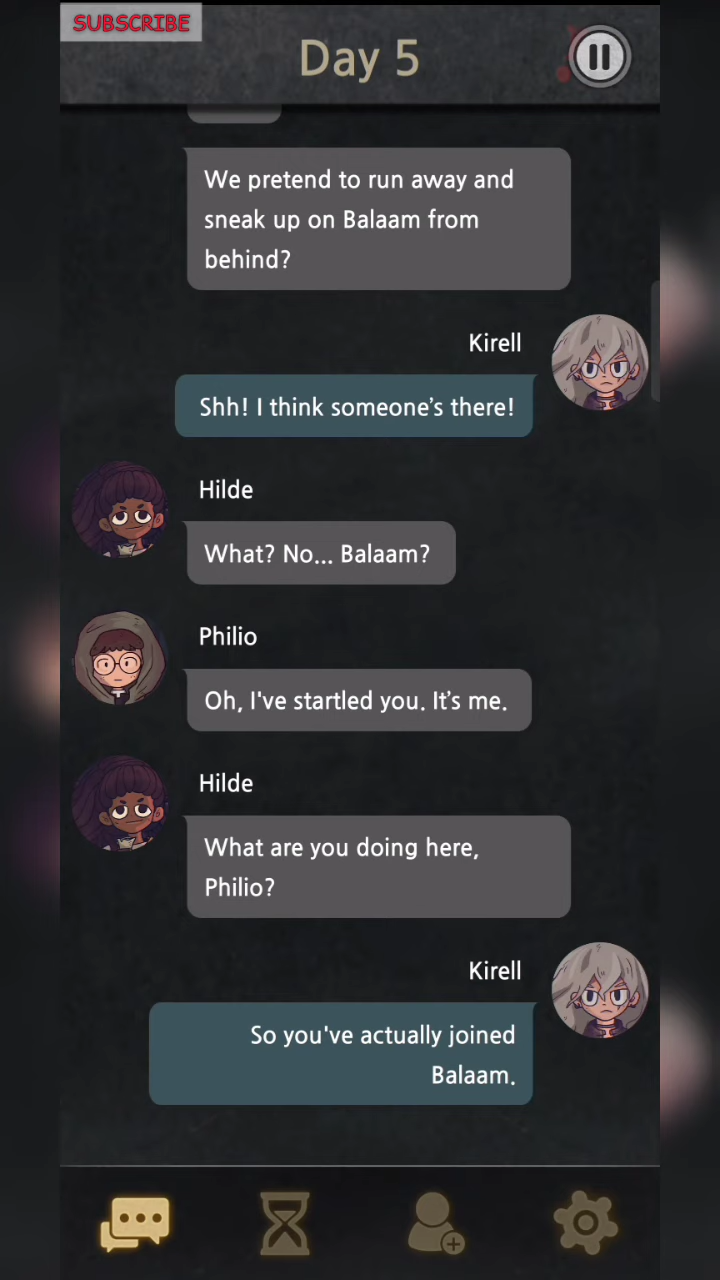 SUBSCRIBE
Day 5
We pretend to run away and
sneak up on Balaam from
behind?
Kirell
Shh! I think someone's there!
Hilde
What? No... Balaam?
Philio
Oh, I've startled you. It's me.
Hilde
What are you doing here,
Philio?
Kirell
So you've actually joined
Balaam.